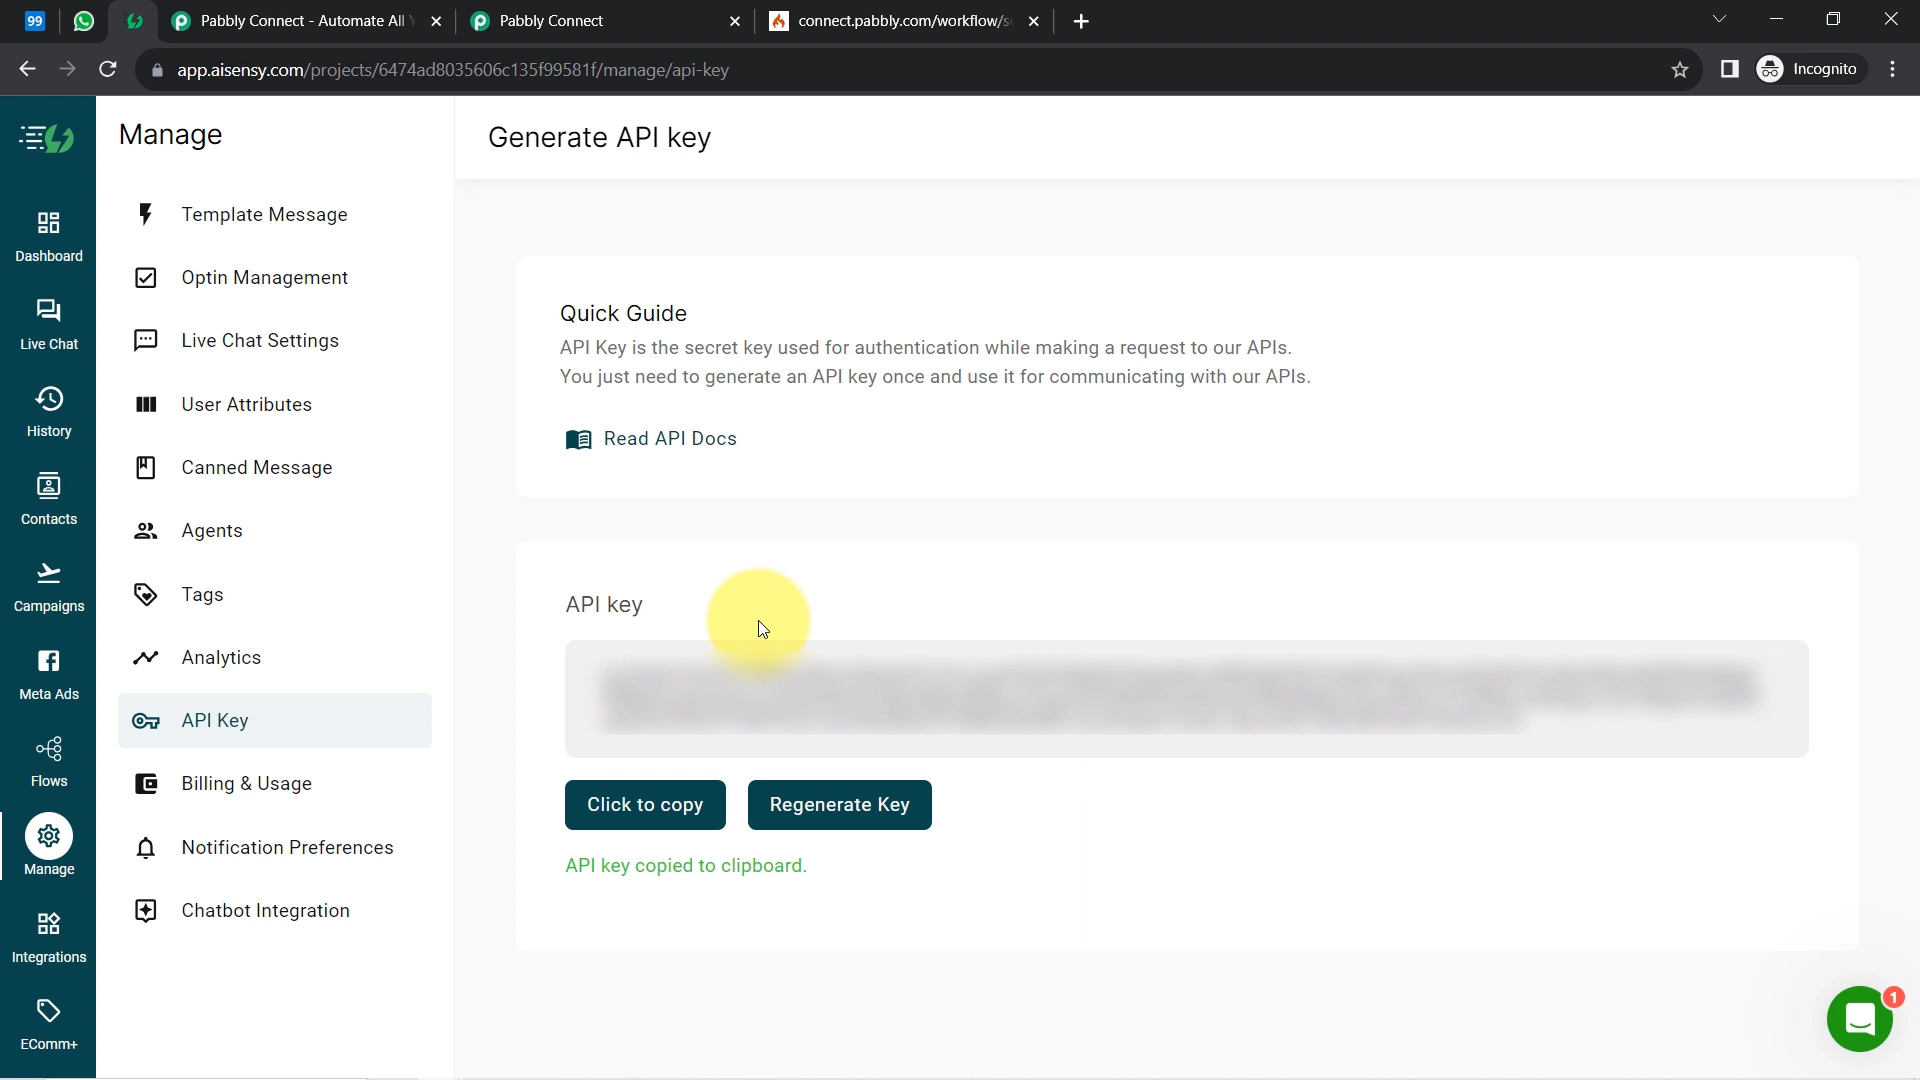 99
Pabbly Connect - Automate All
Pabbly Connect
connect.pabbly.com/workflow/s
app.aisensy.com/projects/6474ad8035606c135f99581f/manage/api-key
Incognito
Manage
Generate API key
Dashboard
Live Chat
History
Contacts
Campaigns
Meta Ads
Flows
Manage
Integrations
EComm+
Template Message
Optin Management
Live Chat Settings
User Attributes
Canned Message
Agents
Tags
Analytics
API Key
Billing & Usage
Notification Preferences
Chatbot Integration
Quick Guide
API Key is the secret key used for authentication while making a request to our APIs.
You just need to generate an API key once and use it for communicating with our APIs.
Read API Docs
API key
Click to copy
Regenerate Key
API key copied to clipboard.
1